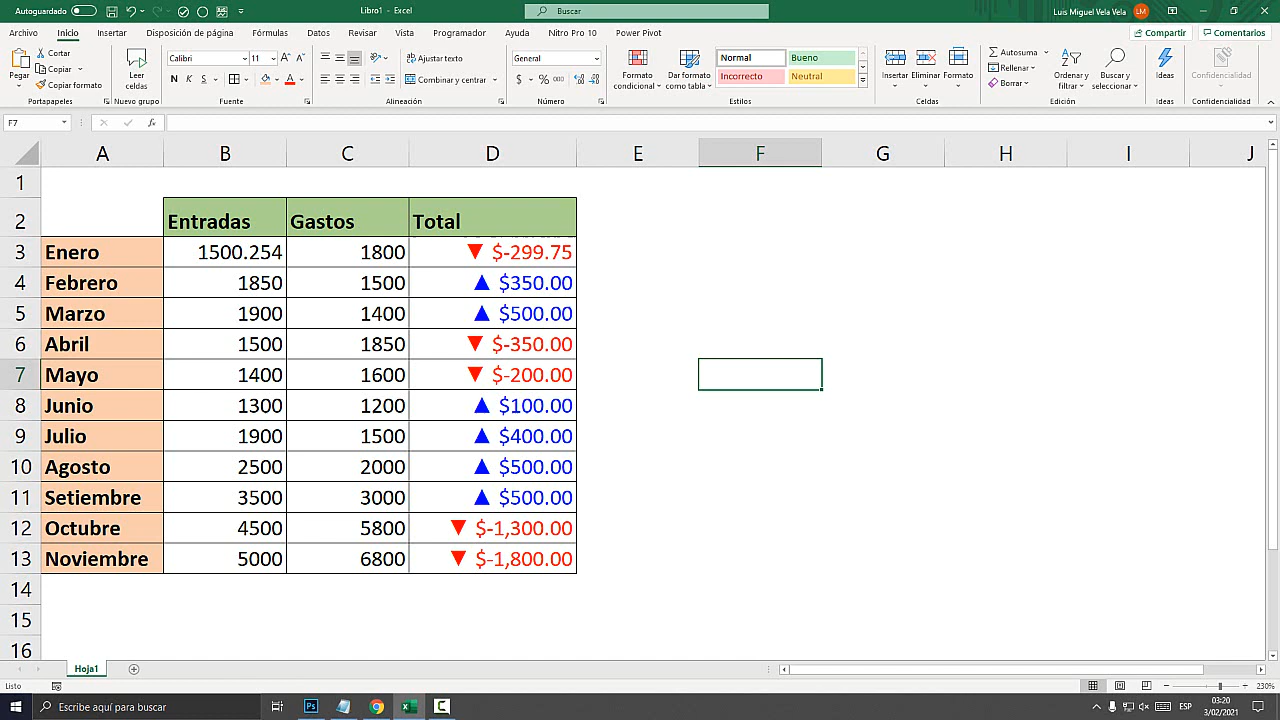 Autoguardado Libro1 - Excel Buscar Luis Miguel Vela Vela LM
Archivo Inicio Insertar Disposición de página Fórmulas Datos Revisar Vista Programador Ayuda Nitro Pro 10 Power Pivot Compartir Comentarios
Pegar Cortar Copiar Copiar formato Portapapeles
Leer celdas Nuevo grupo
Calibri 11 A A N K S A Fuente
Ajustar texto Combinar y centrar Alineación
General $ % 000 Número
Formato condicional Dar formato como tabla Normal Bueno Incorrecto Neutral Estilos
Insertar Eliminar Formato Celdas
Autosuma Rellenar Borrar Ordenar y filtrar Buscar y seleccionar Edición
Ideas Ideas
Confidencialidad Confidencialidad
F7 fx
A B C D E F G H I J
1
2 Entradas Gastos Total
3 Enero 1500.254 1800 ▼ $-299.75
4 Febrero 1850 1500 ▲ $350.00
5 Marzo 1900 1400 ▲ $500.00
6 Abril 1500 1850 ▼ $-350.00
7 Mayo 1400 1600 ▼ $-200.00
8 Junio 1300 1200 ▲ $100.00
9 Julio 1900 1500 ▲ $400.00
10 Agosto 2500 2000 ▲ $500.00
11 Setiembre 3500 3000 ▲ $500.00
12 Octubre 4500 5800 ▼ $-1,300.00
13 Noviembre 5000 6800 ▼ $-1,800.00
14
15
16
Hoja1
Listo 230%
Escribe aquí para buscar Ps C ESP 03:20
3/02/2021